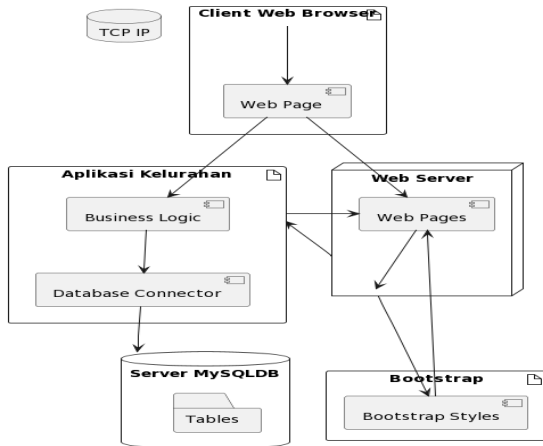 Client Web Browser
TCP IP
Web Page
Aplikasi Kelurahan
Web Server
Business Logic
Web Pages
Database Connector
Server MySQLDB
Bootstrap
Tables
Bootstrap Styles